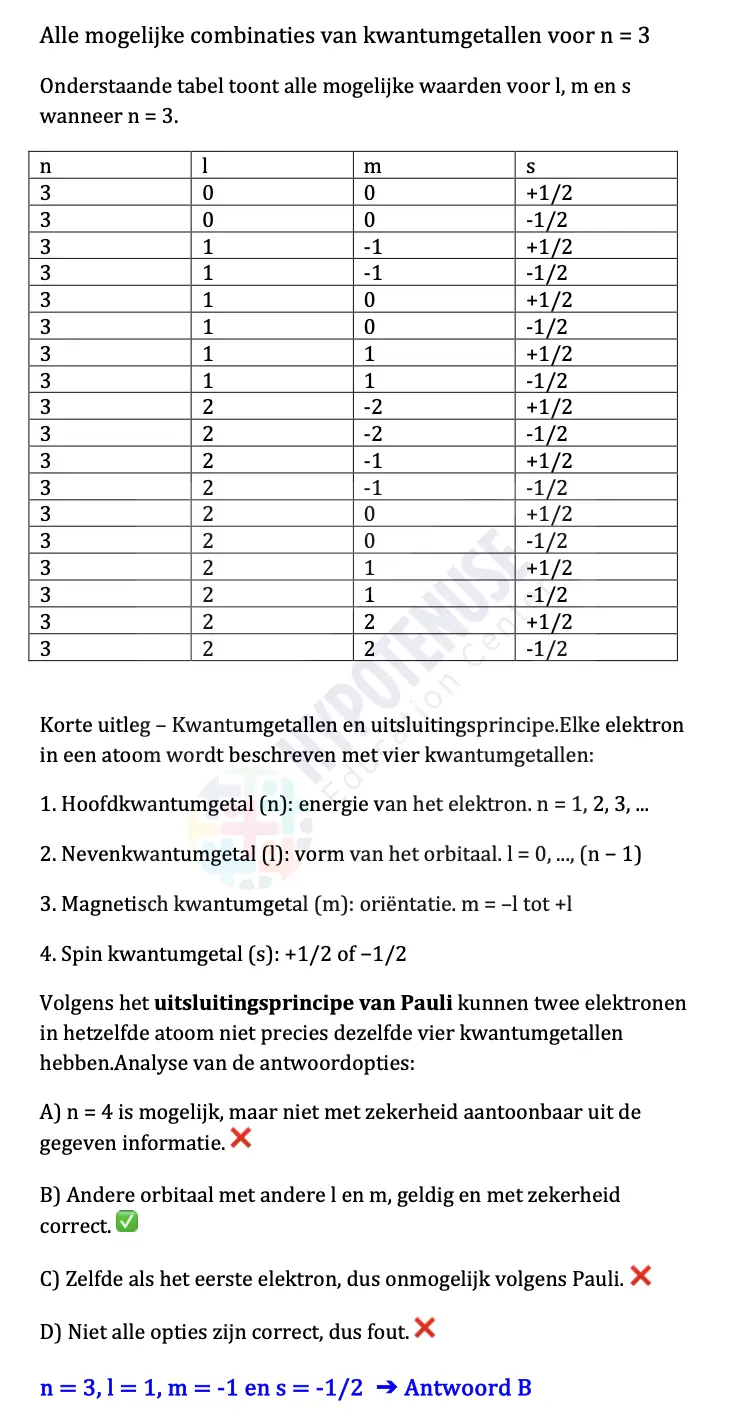 Alle mogelijke combinaties van kwantumgetallen voor n = 3
Onderstaande tabel toont alle mogelijke waarden voor l, m en s
wanneer n = 3.
n l m s
3 0 0 +1/2
3 0 0 -1/2
3 1 -1 +1/2
3 1 -1 -1/2
3 1 0 +1/2
3 1 0 -1/2
3 1 1 +1/2
3 1 1 -1/2
3 2 -2 +1/2
3 2 -2 -1/2
3 2 -1 +1/2
3 2 -1 -1/2
3 2 0 +1/2
3 2 0 -1/2
3 2 1 +1/2
3 2 1 -1/2
3 2 2 +1/2
3 2 2 -1/2
HYPOTENUSE
Education Center
Korte uitleg – Kwantumgetallen en uitsluitingsprincipe.Elke elektron
in een atoom wordt beschreven met vier kwantumgetallen:
1. Hoofdkwantumgetal (n): energie van het elektron. n = 1, 2, 3, ...
2. Nevenkwantumgetal (l): vorm van het orbitaal. l = 0, ..., (n − 1)
3. Magnetisch kwantumgetal (m): oriëntatie. m = –l tot +l
4. Spin kwantumgetal (s): +1/2 of −1/2
Volgens het uitsluitingsprincipe van Pauli kunnen twee elektronen
in hetzelfde atoom niet precies dezelfde vier kwantumgetallen
hebben.Analyse van de antwoordopties:
A) n = 4 is mogelijk, maar niet met zekerheid aantoonbaar uit de
gegeven informatie. ❌
B) Andere orbitaal met andere l en m, geldig en met zekerheid
correct. ✅
C) Zelfde als het eerste elektron, dus onmogelijk volgens Pauli. ❌
D) Niet alle opties zijn correct, dus fout. ❌
n = 3, l = 1, m = -1 en s = -1/2 ➔ Antwoord B